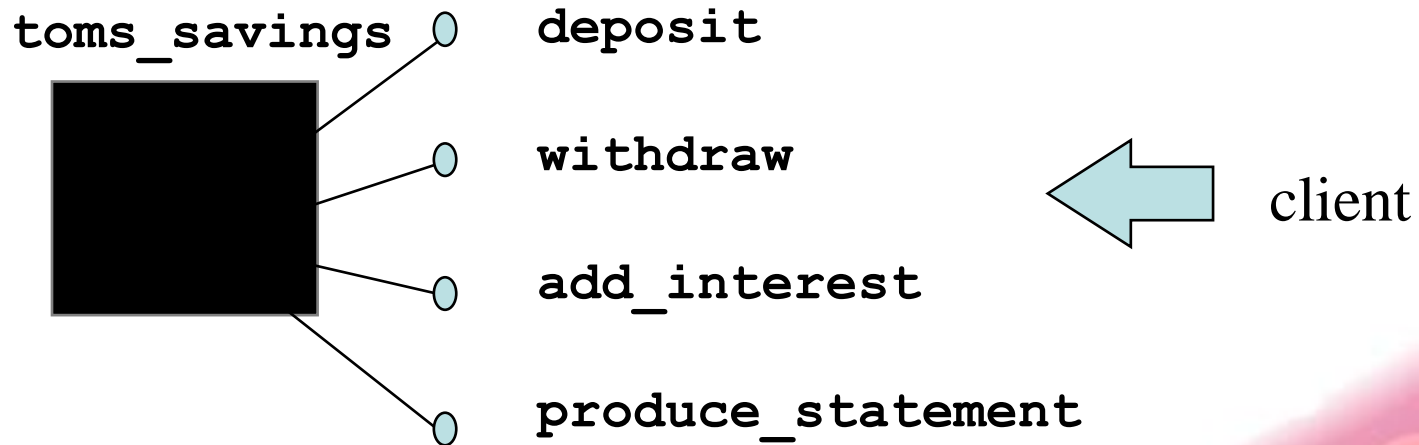 toms_savings
deposit
withdraw
client
add_interest
produce_statement